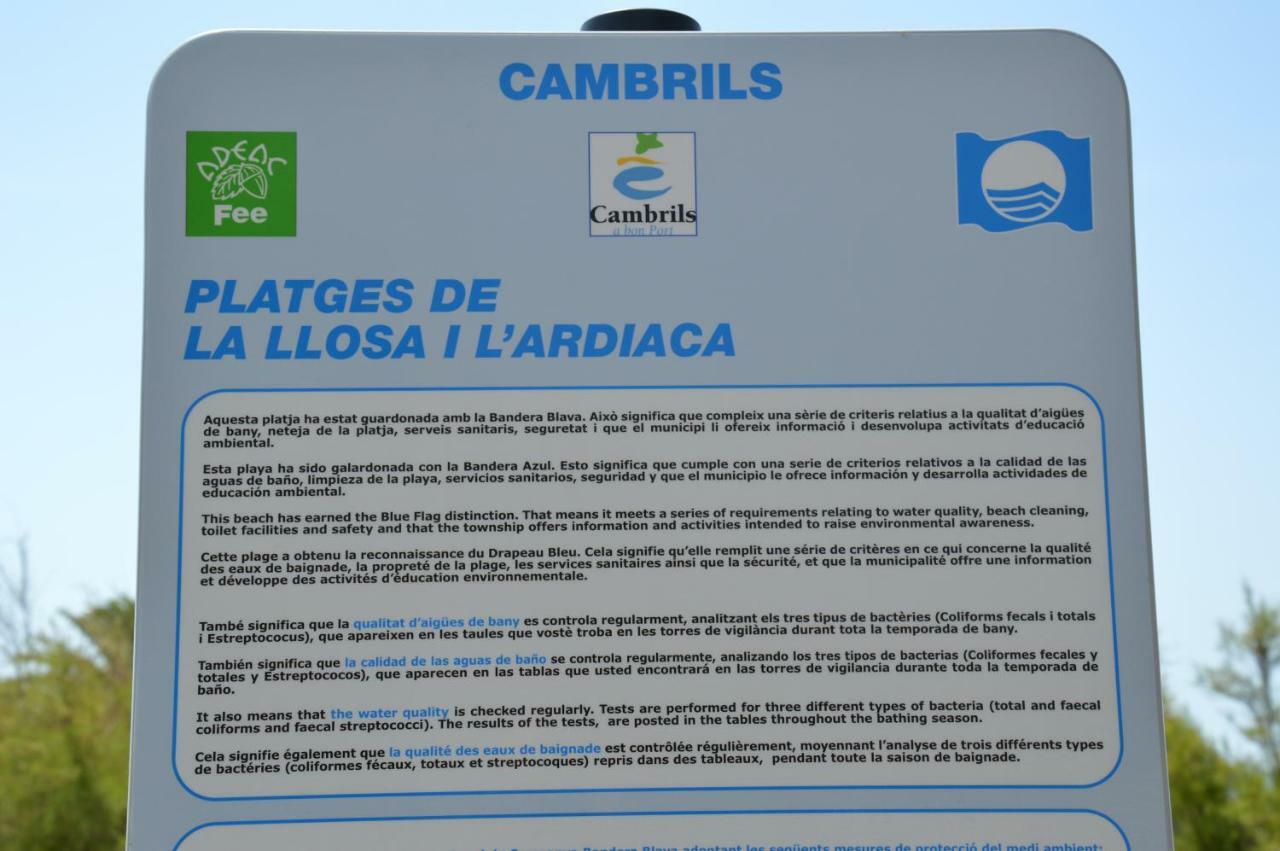 CAMBRILS
ADEAC
Fee
Cambrils
a bon Port
PLATGES DE
LA LLOSA I L'ARDIACA
Aquesta platja ha estat guardonada amb la Bandera Blava. Això significa que compleix una sèrie de criteris relatius a la qualitat d'aigües
de bany, neteja de la platja, serveis sanitaris, seguretat i que el municipi li ofereix informació i desenvolupa activitats d'educació
ambiental.
Esta playa ha sido galardonada con la Bandera Azul. Esto significa que cumple con una serie de criterios relativos a la calidad de las
aguas de baño, limpieza de la playa, servicios sanitarios, seguridad y que el municipio le ofrece información y desarrolla actividades de
educación ambiental.
This beach has earned the Blue Flag distinction. That means it meets a series of requirements relating to water quality, beach cleaning,
toilet facilities and safety and that the township offers information and activities intended to raise environmental awareness.
Cette plage a obtenu la reconnaissance du Drapeau Bleu. Cela signifie qu'elle remplit une série de critères en ce qui concerne la qualité
des eaux de baignade, la propreté de la plage, les services sanitaires ainsi que la sécurité, et que la municipalité offre une information
et développe des activités d'éducation environnementale.
També significa que la qualitat d'aigües de bany es controla regularment, analitzant els tres tipus de bactèries (Coliforms fecals i totals
i Estreptococus), que apareixen en les taules que vostè troba en les torres de vigilància durant tota la temporada de bany.
También significa que la calidad de las aguas de baño se controla regularmente, analizando los tres tipos de bacterias (Coliformes fecales y
totales y Estreptococos), que aparecen en las tablas que usted encontrará en las torres de vigilancia durante toda la temporada de
baño.
It also means that the water quality is checked regularly. Tests are performed for three different types of bacteria (total and faecal
coliforms and faecal streptococci). The results of the tests, are posted in the tables throughout the bathing season.
Cela signifie également que la qualité des eaux de baignade est contrôlée régulièrement, moyennant l'analyse de trois différents types
de bactéries (coliformes fécaux, totaux et streptocoques) repris dans des tableaux, pendant toute la saison de baignade.
Bandera Blava adoptant les següents mesures de protecció del medi ambient: